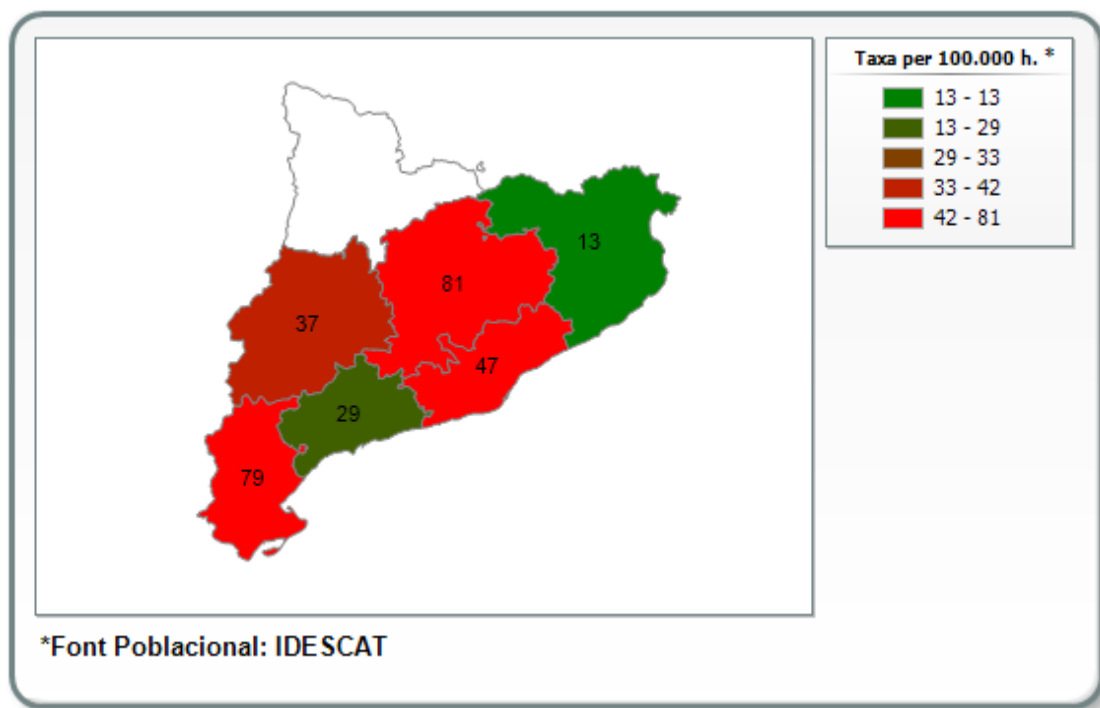 Taxa per 100.000 h. *
13 - 13
13 - 29
29 - 33
33 - 42
42 - 81
13
81
37
47
29
79
*Font Poblacional: IDESCAT